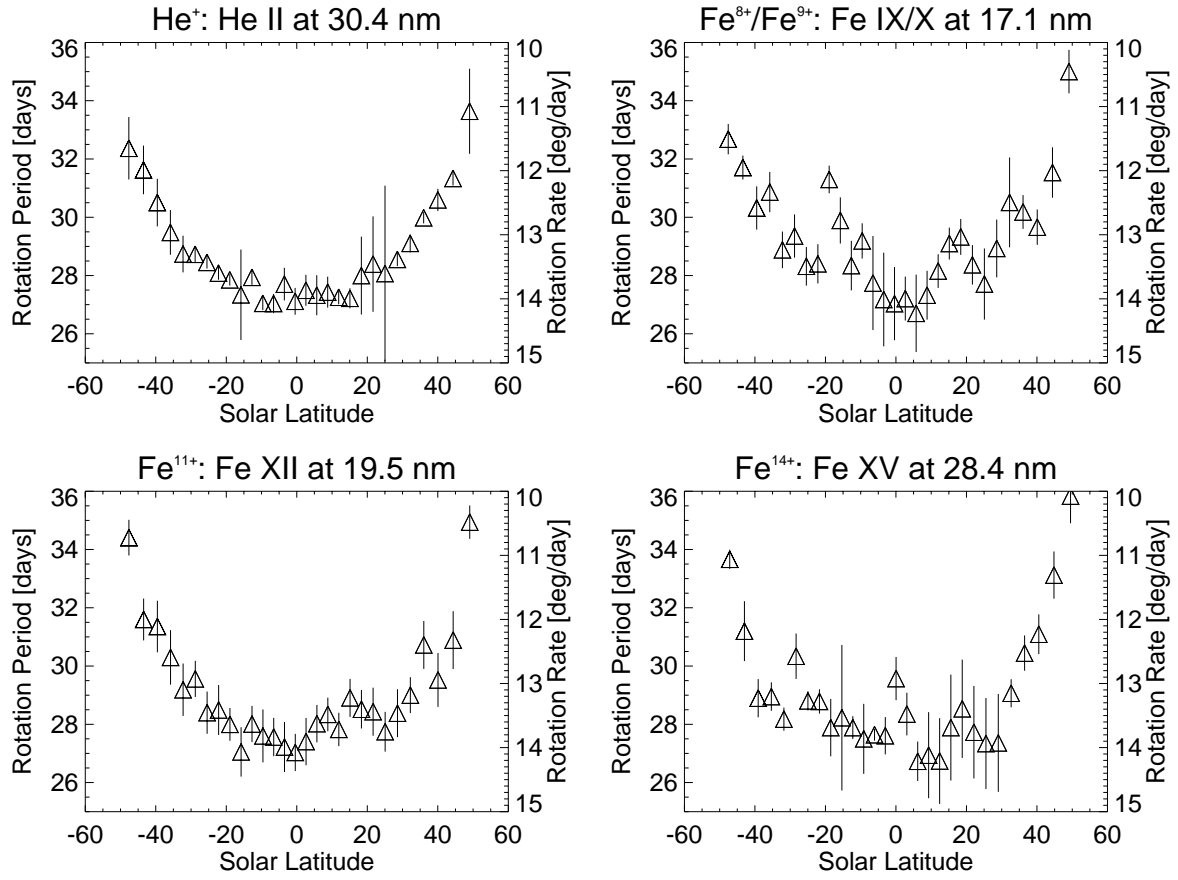 He⁺: He II at 30.4 nm
Rotation Period [days]
36
34
32
30
28
26
10
11
12
13
14
15
Rotation Rate [deg/day]
-60 -40 -20 0 20 40 60
Solar Latitude
Fe⁸⁺/Fe⁹⁺: Fe IX/X at 17.1 nm
Rotation Period [days]
36
34
32
30
28
26
10
11
12
13
14
15
Rotation Rate [deg/day]
-60 -40 -20 0 20 40 60
Solar Latitude
Fe¹¹⁺: Fe XII at 19.5 nm
Rotation Period [days]
36
34
32
30
28
26
10
11
12
13
14
15
Rotation Rate [deg/day]
-60 -40 -20 0 20 40 60
Solar Latitude
Fe¹⁴⁺: Fe XV at 28.4 nm
Rotation Period [days]
36
34
32
30
28
26
10
11
12
13
14
15
Rotation Rate [deg/day]
-60 -40 -20 0 20 40 60
Solar Latitude